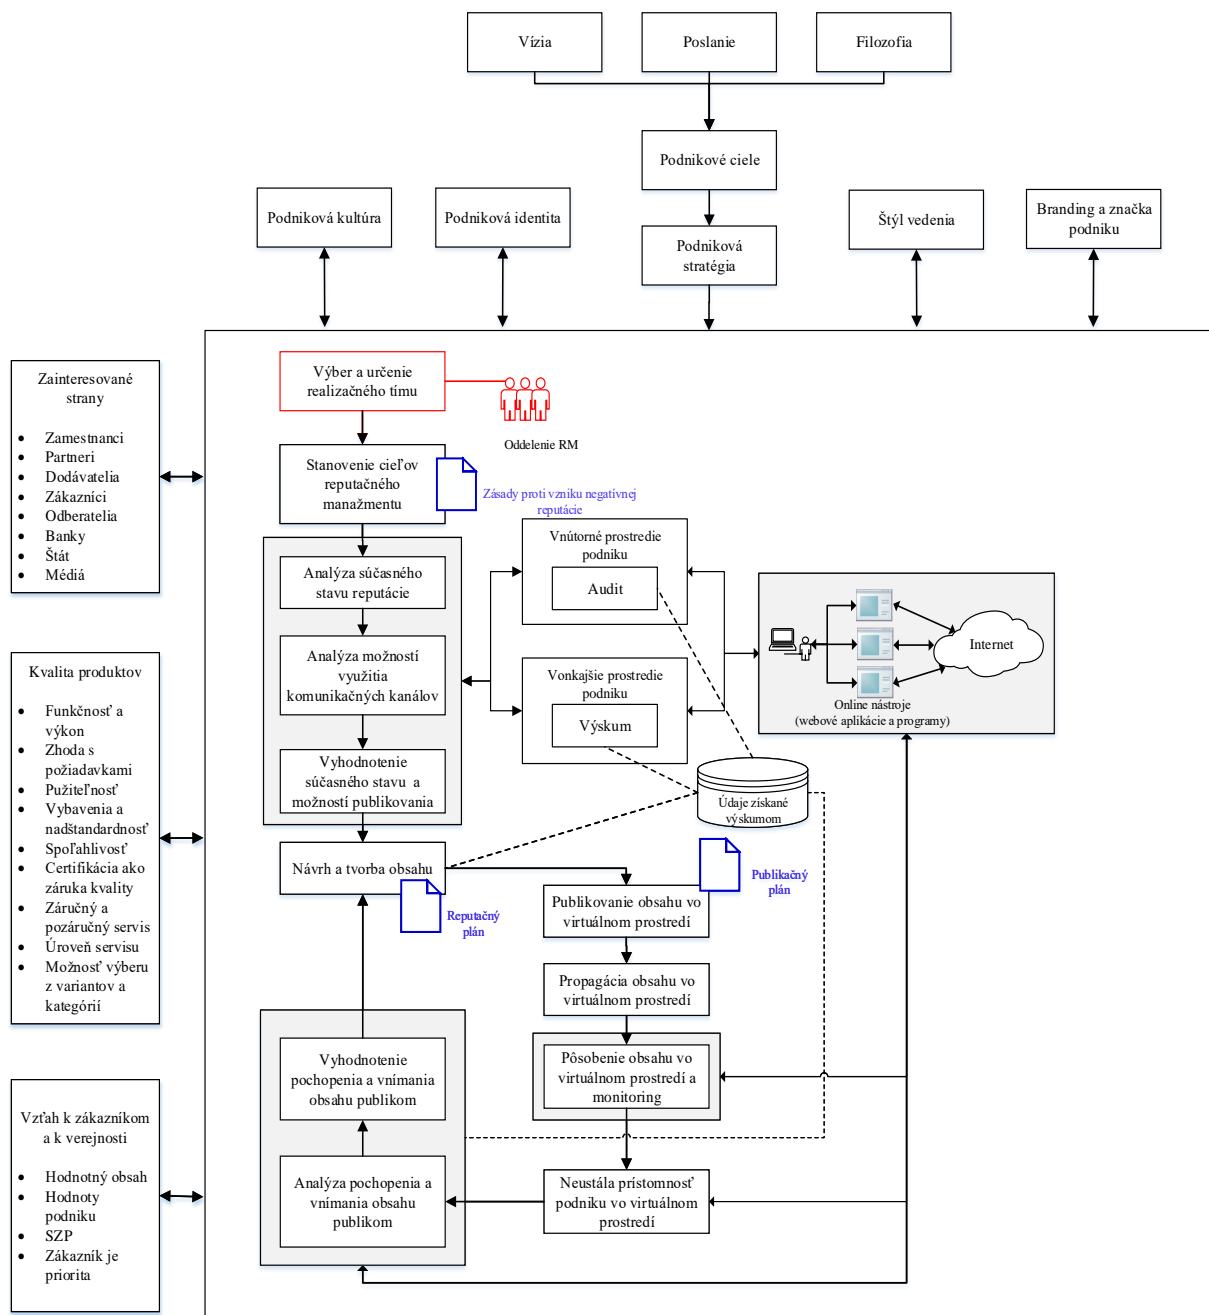 Vízia
Poslanie
Filozofia
Podnikové ciele
Podniková kultúra
Podniková identita
Podniková
stratégia
Štýl vedenia
Branding a značka
podniku
Zainteresované
strany
• Zamestnanci
• Partneri
• Dodávatelia
• Zákazníci
• Odberatelia
• Banky
• Štát
• Médiá
Kvalita produktov
• Funkčnosť a
výkon
• Zhoda s
požiadavkami
• Pužiteľnosť
• Vybavenia a
nadštandardnosť
• Spoľahlivosť
• Certifikácia ako
záruka kvality
• Záručný a
pozáručný servis
• Úroveň servisu
• Možnosť výberu
z variantov a
kategórií
Vzťah k zákazníkom
a k verejnosti
• Hodnotný obsah
• Hodnoty
podniku
• SZP
• Zákazník je
priorita
Výber a určenie
realizačného tímu
Oddelenie RM
Stanovenie cieľov
reputačného
manažmentu
Zásady proti vzniku negatívnej
reputácie
Analýza súčasného
stavu reputácie
Analýza možností
využitia
komunikačných kanálov
Vyhodnotenie
súčasného stavu a
možností publikovania
Vnútorné prostredie
podniku
Audit
Vonkajšie prostredie
podniku
Výskum
Internet
Online nástroje
(webové aplikácie a programy)
Údaje získané
výskumom
Návrh a tvorba obsahu
Reputačný
plán
Publikačný
plán
Publikovanie obsahu vo
virtuálnom prostredí
Propagácia obsahu vo
virtuálnom prostredí
Pôsobenie obsahu vo
virtuálnom prostredí a
monitoring
Neustála prístomnosť
podniku vo virtuálnom
prostredí
Vyhodnotenie
pochopenia a vnímania
obsahu publikom
Analýza pochopenia a
vnímania obsahu
publikom